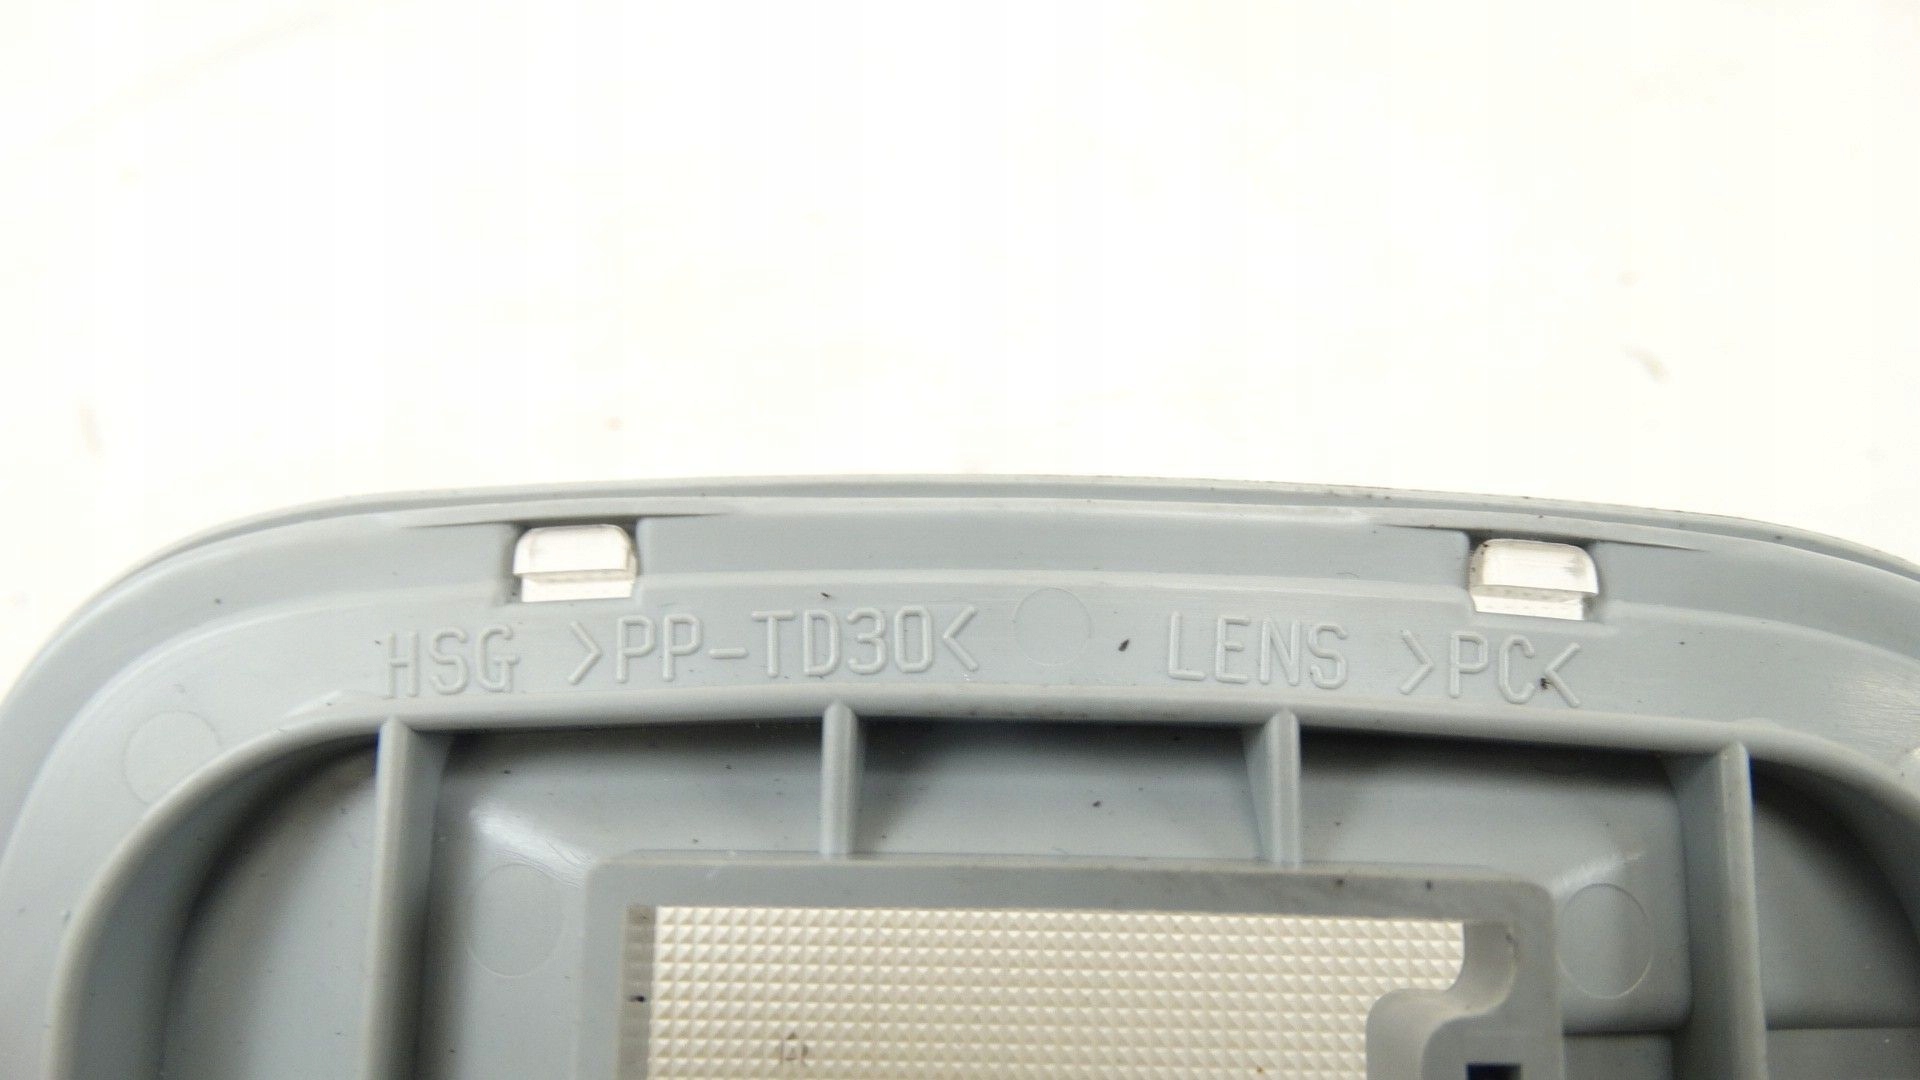 HSG >PP-TD30< LENS >PC<